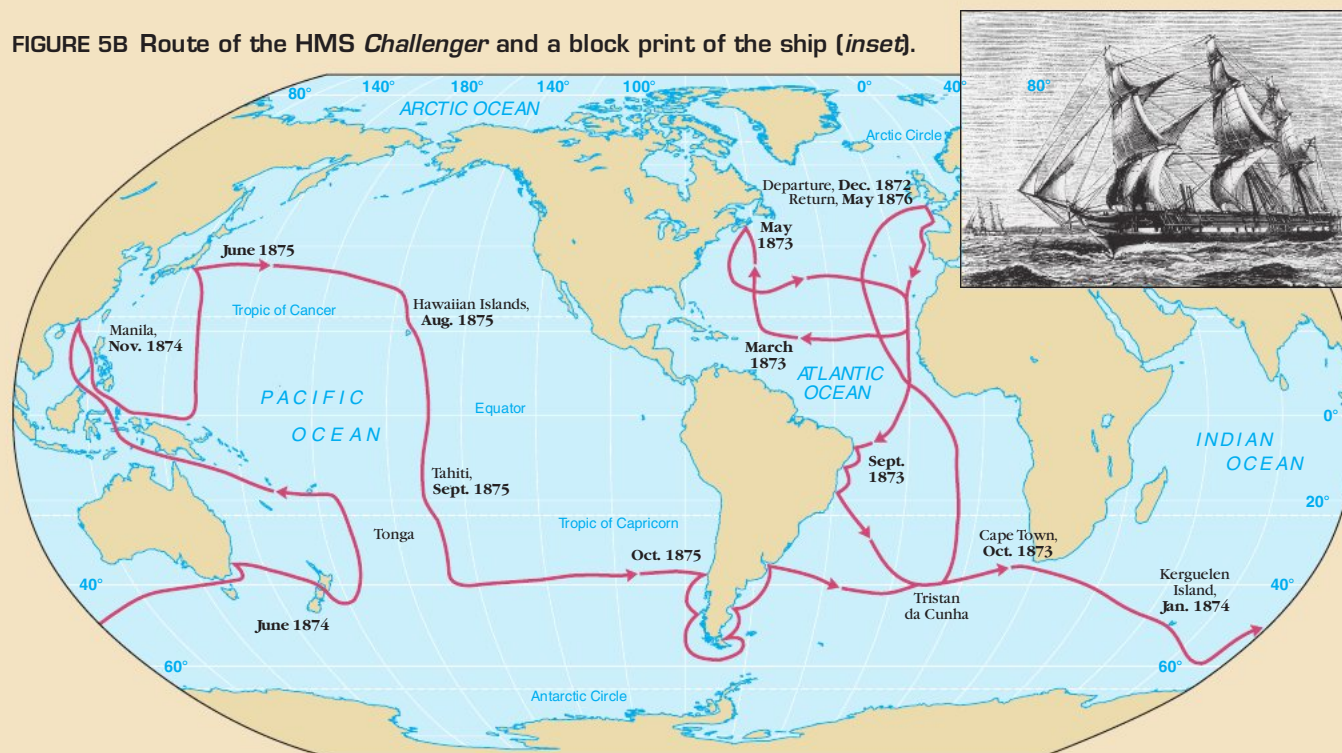 FIGURE 5B Route of the HMS Challenger and a block print of the ship (inset).
80°
140°
180°
140°
100°
0°
40°
80°
ARCTIC OCEAN
Arctic Circle
Departure, Dec. 1872
Return, May 1876
May
1873
June 1875
Tropic of Cancer
Hawaiian Islands,
Aug. 1875
Manila,
Nov. 1874
March
1873
ATLANTIC
OCEAN
PACIFIC
OCEAN
Equator
0°
INDIAN
OCEAN
Sept.
1873
Tahiti,
Sept. 1875
20°
Tropic of Capricorn
Tonga
Oct. 1875
Cape Town,
Oct. 1873
40°
40°
Kerguelen
Island,
Jan. 1874
Tristan
da Cunha
June 1874
60°
60°
Antarctic Circle